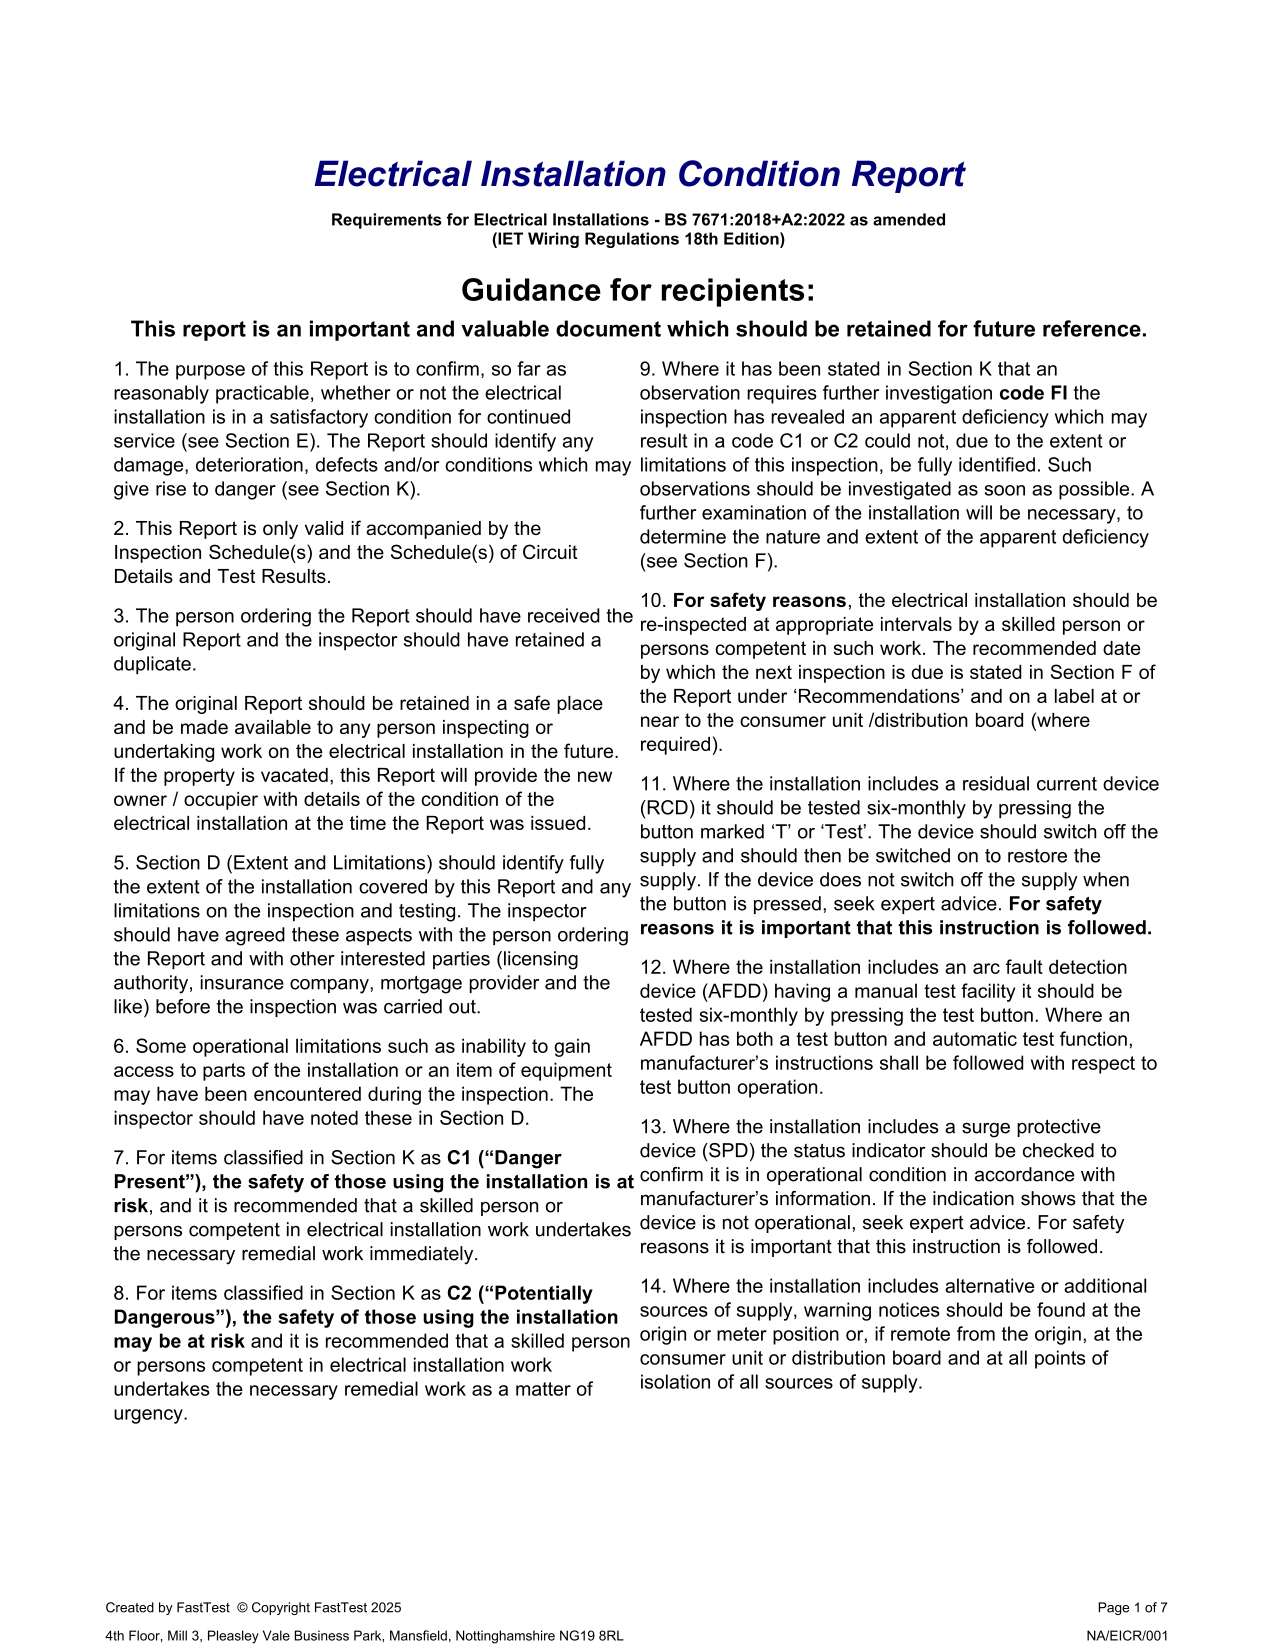 Electrical Installation Condition Report
Requirements for Electrical Installations - BS 7671:2018+A2:2022 as amended
(IET Wiring Regulations 18th Edition)
Guidance for recipients:
This report is an important and valuable document which should be retained for future reference.
1. The purpose of this Report is to confirm, so far as
reasonably practicable, whether or not the electrical
installation is in a satisfactory condition for continued
service (see Section E). The Report should identify any
damage, deterioration, defects and/or conditions which may
give rise to danger (see Section K).
2. This Report is only valid if accompanied by the
Inspection Schedule(s) and the Schedule(s) of Circuit
Details and Test Results.
3. The person ordering the Report should have received the
original Report and the inspector should have retained a
duplicate.
4. The original Report should be retained in a safe place
and be made available to any person inspecting or
undertaking work on the electrical installation in the future.
If the property is vacated, this Report will provide the new
owner / occupier with details of the condition of the
electrical installation at the time the Report was issued.
5. Section D (Extent and Limitations) should identify fully
the extent of the installation covered by this Report and any
limitations on the inspection and testing. The inspector
should have agreed these aspects with the person ordering
the Report and with other interested parties (licensing
authority, insurance company, mortgage provider and the
like) before the inspection was carried out.
6. Some operational limitations such as inability to gain
access to parts of the installation or an item of equipment
may have been encountered during the inspection. The
inspector should have noted these in Section D.
7. For items classified in Section K as C1 (“Danger
Present”), the safety of those using the installation is at
risk, and it is recommended that a skilled person or
persons competent in electrical installation work undertakes
the necessary remedial work immediately.
8. For items classified in Section K as C2 (“Potentially
Dangerous”), the safety of those using the installation
may be at risk and it is recommended that a skilled person
or persons competent in electrical installation work
undertakes the necessary remedial work as a matter of
urgency.
9. Where it has been stated in Section K that an
observation requires further investigation code FI the
inspection has revealed an apparent deficiency which may
result in a code C1 or C2 could not, due to the extent or
limitations of this inspection, be fully identified. Such
observations should be investigated as soon as possible. A
further examination of the installation will be necessary, to
determine the nature and extent of the apparent deficiency
(see Section F).
10. For safety reasons, the electrical installation should be
re-inspected at appropriate intervals by a skilled person or
persons competent in such work. The recommended date
by which the next inspection is due is stated in Section F of
the Report under ‘Recommendations’ and on a label at or
near to the consumer unit /distribution board (where
required).
11. Where the installation includes a residual current device
(RCD) it should be tested six-monthly by pressing the
button marked ‘T’ or ‘Test’. The device should switch off the
supply and should then be switched on to restore the
supply. If the device does not switch off the supply when
the button is pressed, seek expert advice. For safety
reasons it is important that this instruction is followed.
12. Where the installation includes an arc fault detection
device (AFDD) having a manual test facility it should be
tested six-monthly by pressing the test button. Where an
AFDD has both a test button and automatic test function,
manufacturer’s instructions shall be followed with respect to
test button operation.
13. Where the installation includes a surge protective
device (SPD) the status indicator should be checked to
confirm it is in operational condition in accordance with
manufacturer’s information. If the indication shows that the
device is not operational, seek expert advice. For safety
reasons it is important that this instruction is followed.
14. Where the installation includes alternative or additional
sources of supply, warning notices should be found at the
origin or meter position or, if remote from the origin, at the
consumer unit or distribution board and at all points of
isolation of all sources of supply.
Created by FastTest © Copyright FastTest 2025
Page 1 of 7
4th Floor, Mill 3, Pleasley Vale Business Park, Mansfield, Nottinghamshire NG19 8RL
NA/EICR/001